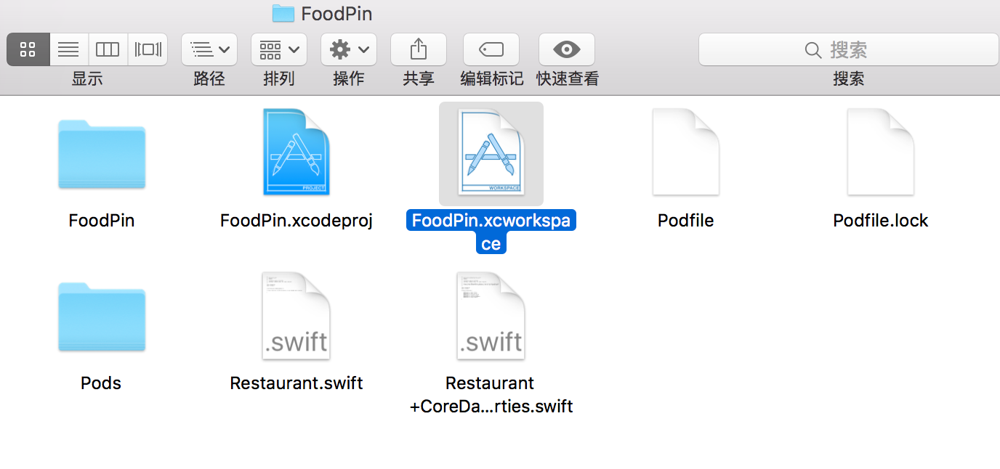 FoodPin
显示
路径
排列
操作
共享
编辑标记
快速查看
搜索
搜索
PROJECT
WORKSPACE
FoodPin
FoodPin.xcodeproj
FoodPin.xcworkspa
ce
Podfile
Podfile.lock
.swift
.swift
Pods
Restaurant.swift
Restaurant
+CoreDa...rties.swift